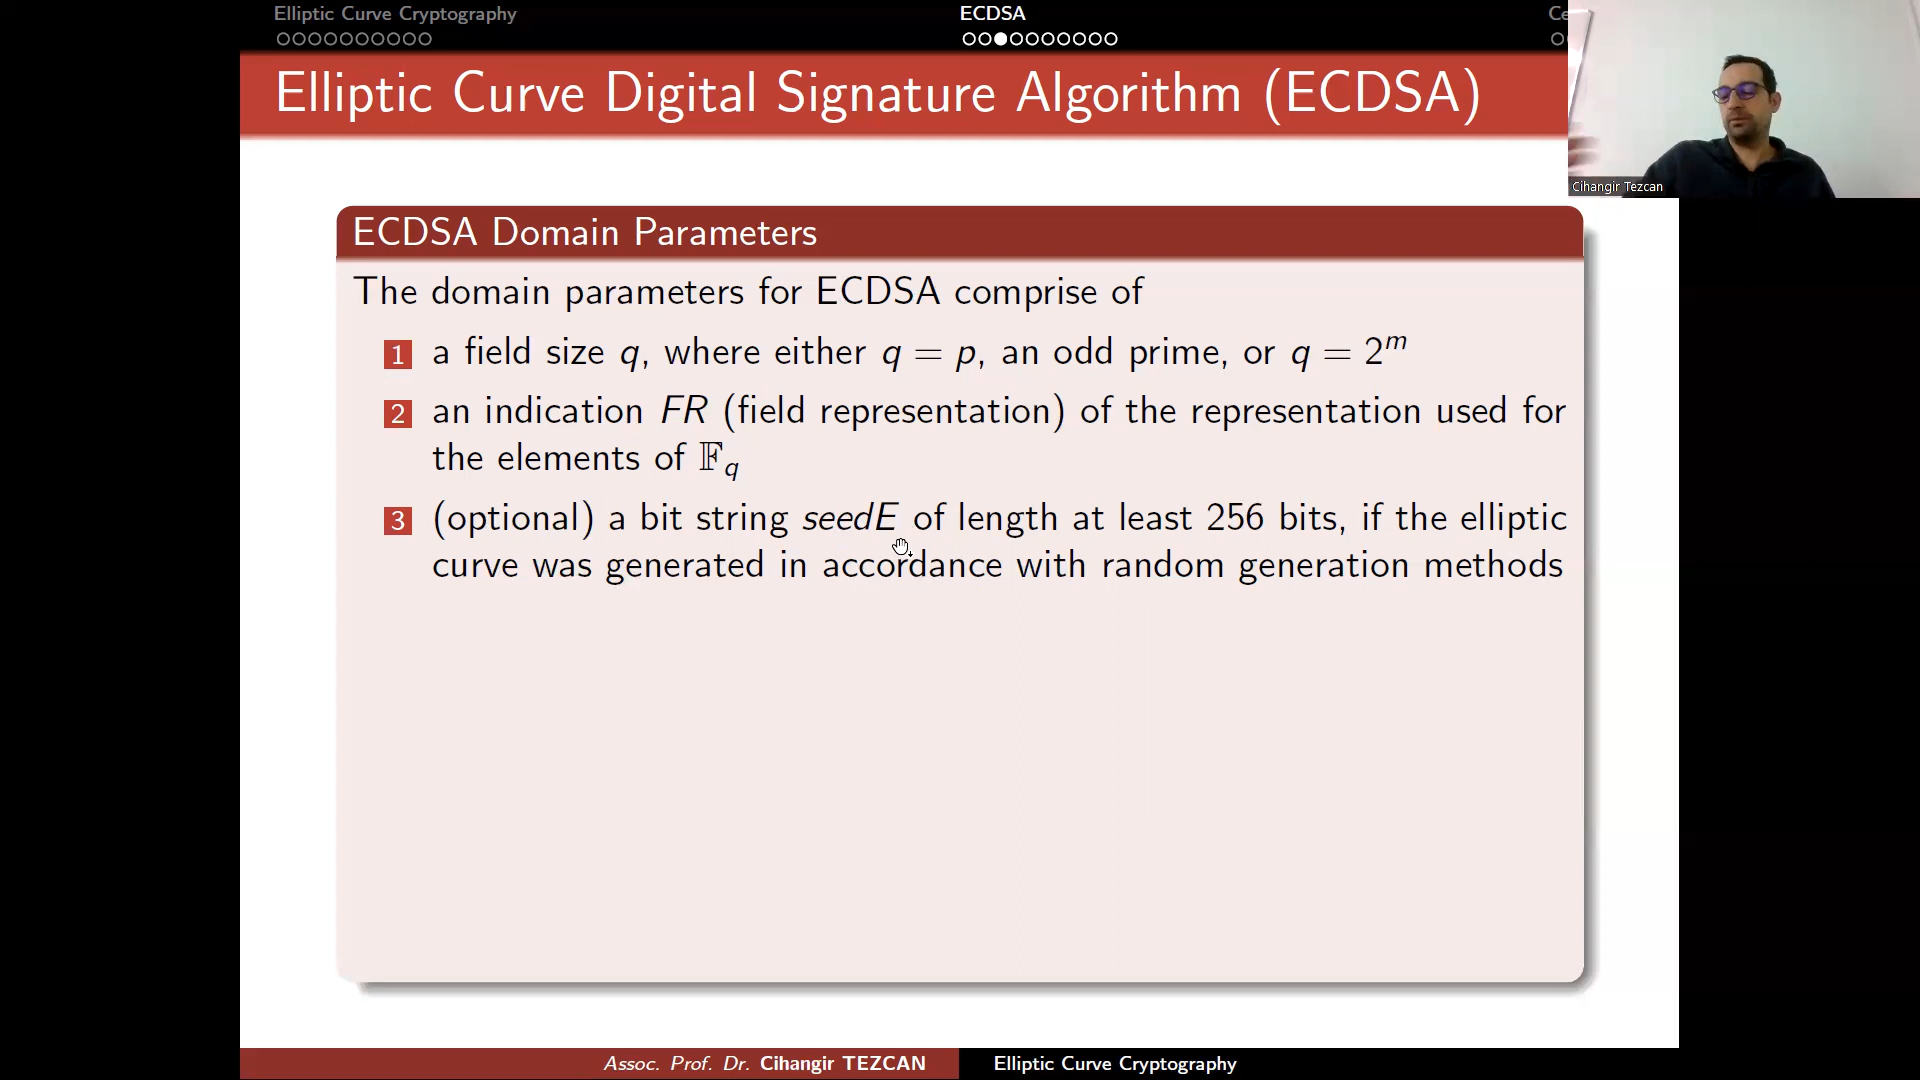 Elliptic Curve Cryptography
ECDSA
Ce
Elliptic Curve Digital Signature Algorithm (ECDSA)
Cihangir Tezcan
ECDSA Domain Parameters
The domain parameters for ECDSA comprise of
1 a field size q, where either q = p, an odd prime, or q = 2^m
2 an indication FR (field representation) of the representation used for
the elements of 𝔽_q
3 (optional) a bit string seedE of length at least 256 bits, if the elliptic
curve was generated in accordance with random generation methods
Assoc. Prof. Dr. Cihangir TEZCAN
Elliptic Curve Cryptography